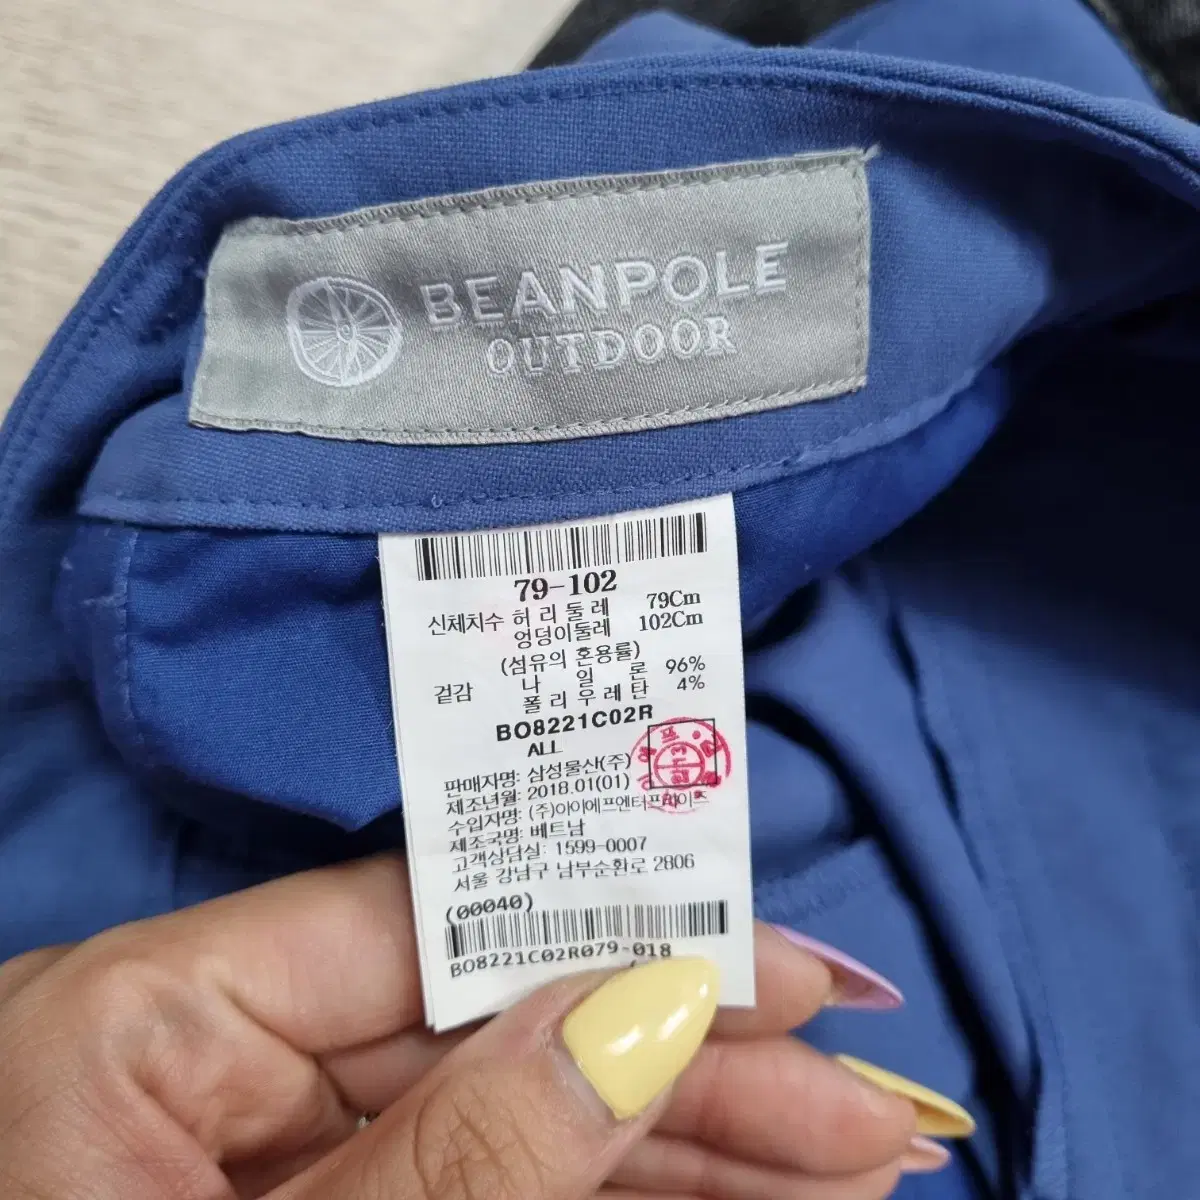 BEANPOLE
OUTDOOR
79-102
신체치수 허리둘레 79Cm
엉덩이둘레 102Cm
(섬유의 혼용률)
겉감 나일론 96%
폴리우레탄 4%
BO8221C02R
ALL
판매자명: 삼성물산(주)
제조년월: 2018.01(01)
수입자명: (주)아이에프엔터프라이즈
제조국명: 베트남
고객상담실: 1599-0007
서울 강남구 남부순환로 2806
(00040)
BO8221C02R079-018